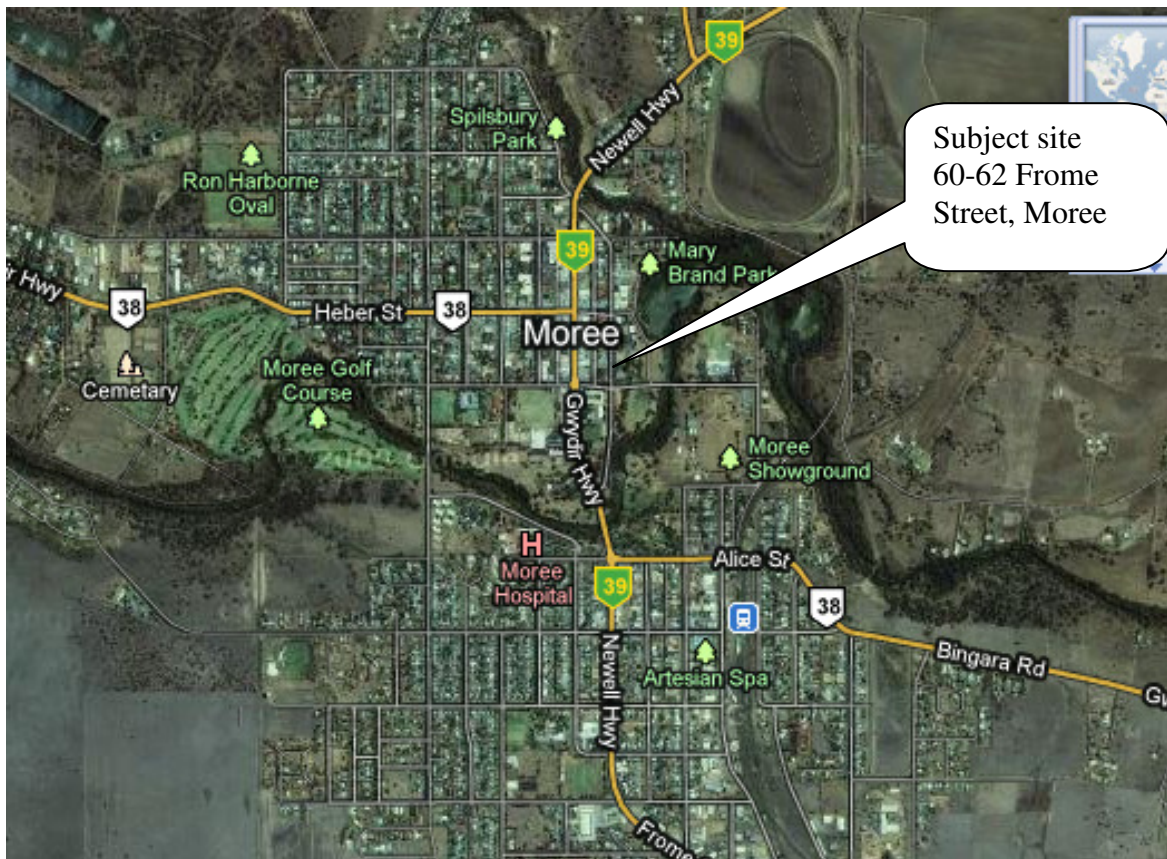 39
Spilsbury
Park
Newell Hwy
Subject site
60-62 Frome
Street, Moree
Ron Harborne
Oval
39
Mary
Brand Park
ir Hwy
38
Heber St
38
Moree
Cemetary
Moree Golf
Course
Gwydir Hwy
Moree
Showground
H
Moree
Hospital
Alice St
39
38
Newell Hwy
Artesian Spa
Bingara Rd
Frome